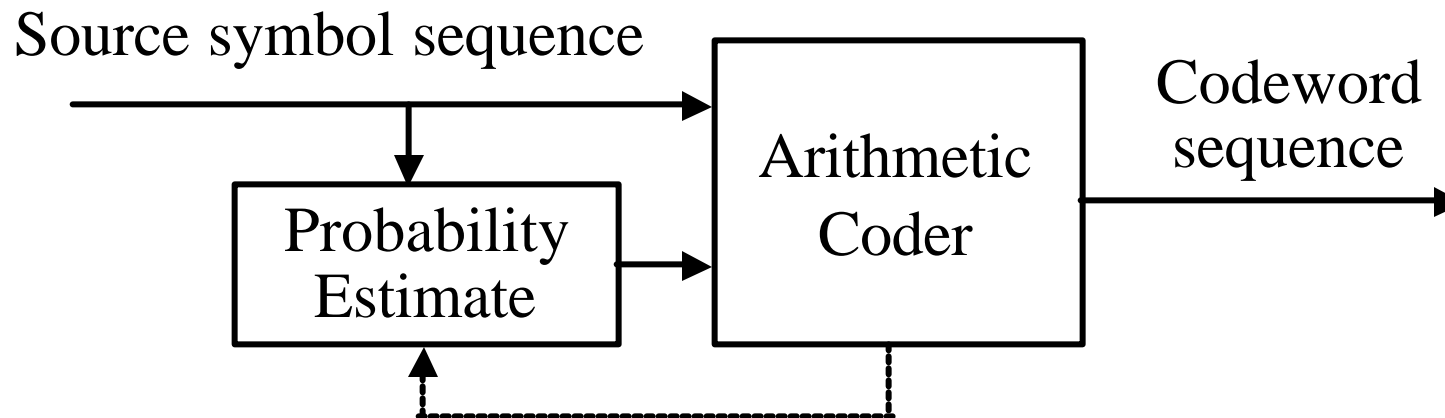 Source symbol sequence
Codeword
sequence
Arithmetic
Coder
Probability
Estimate